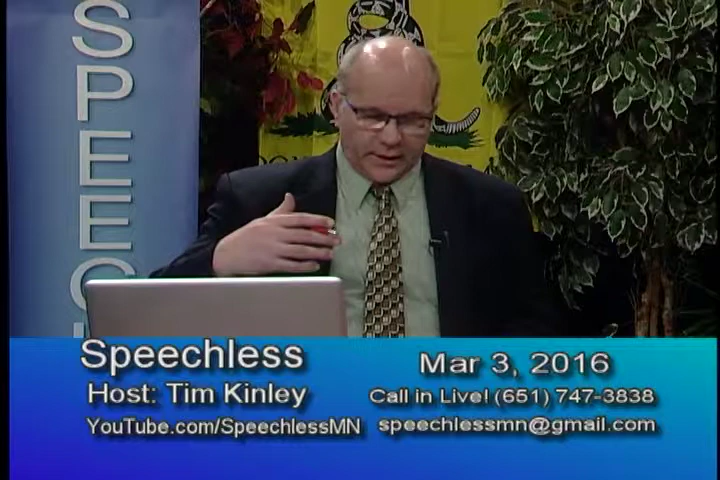 SPEEC
Speechless
Host: Tim Kinley
YouTube.com/SpeechlessMN
Mar 3, 2016
Call in Live! (651) 747-3838
speechlessmn@gmail.com